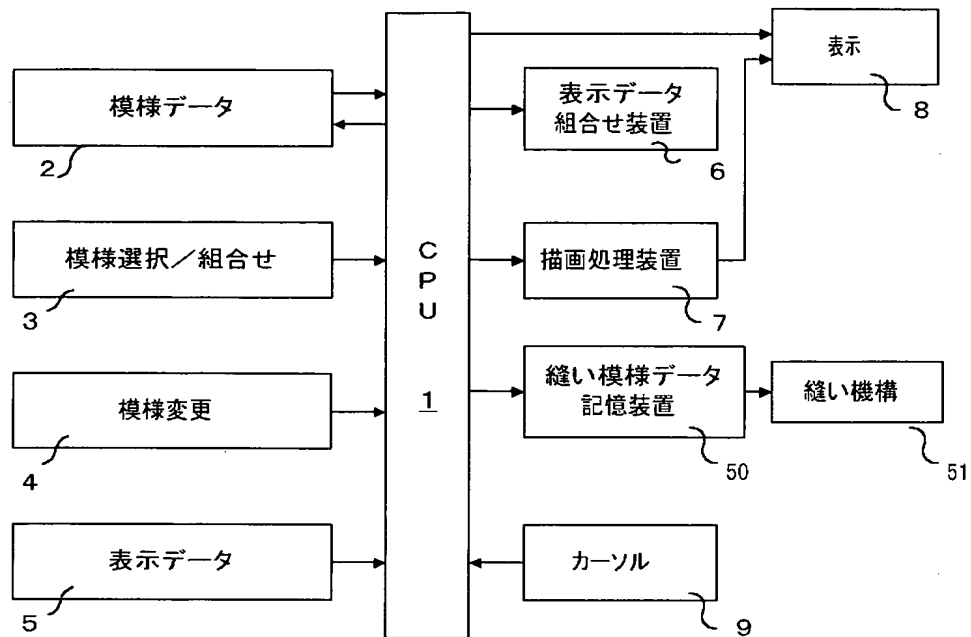 模様データ
2
模様選択／組合せ
3
模様変更
4
表示データ
5
CPU
1
表示
8
表示データ
組合せ装置
6
描画処理装置
7
縫い模様データ
記憶装置
50
縫い機構
51
カーソル
9